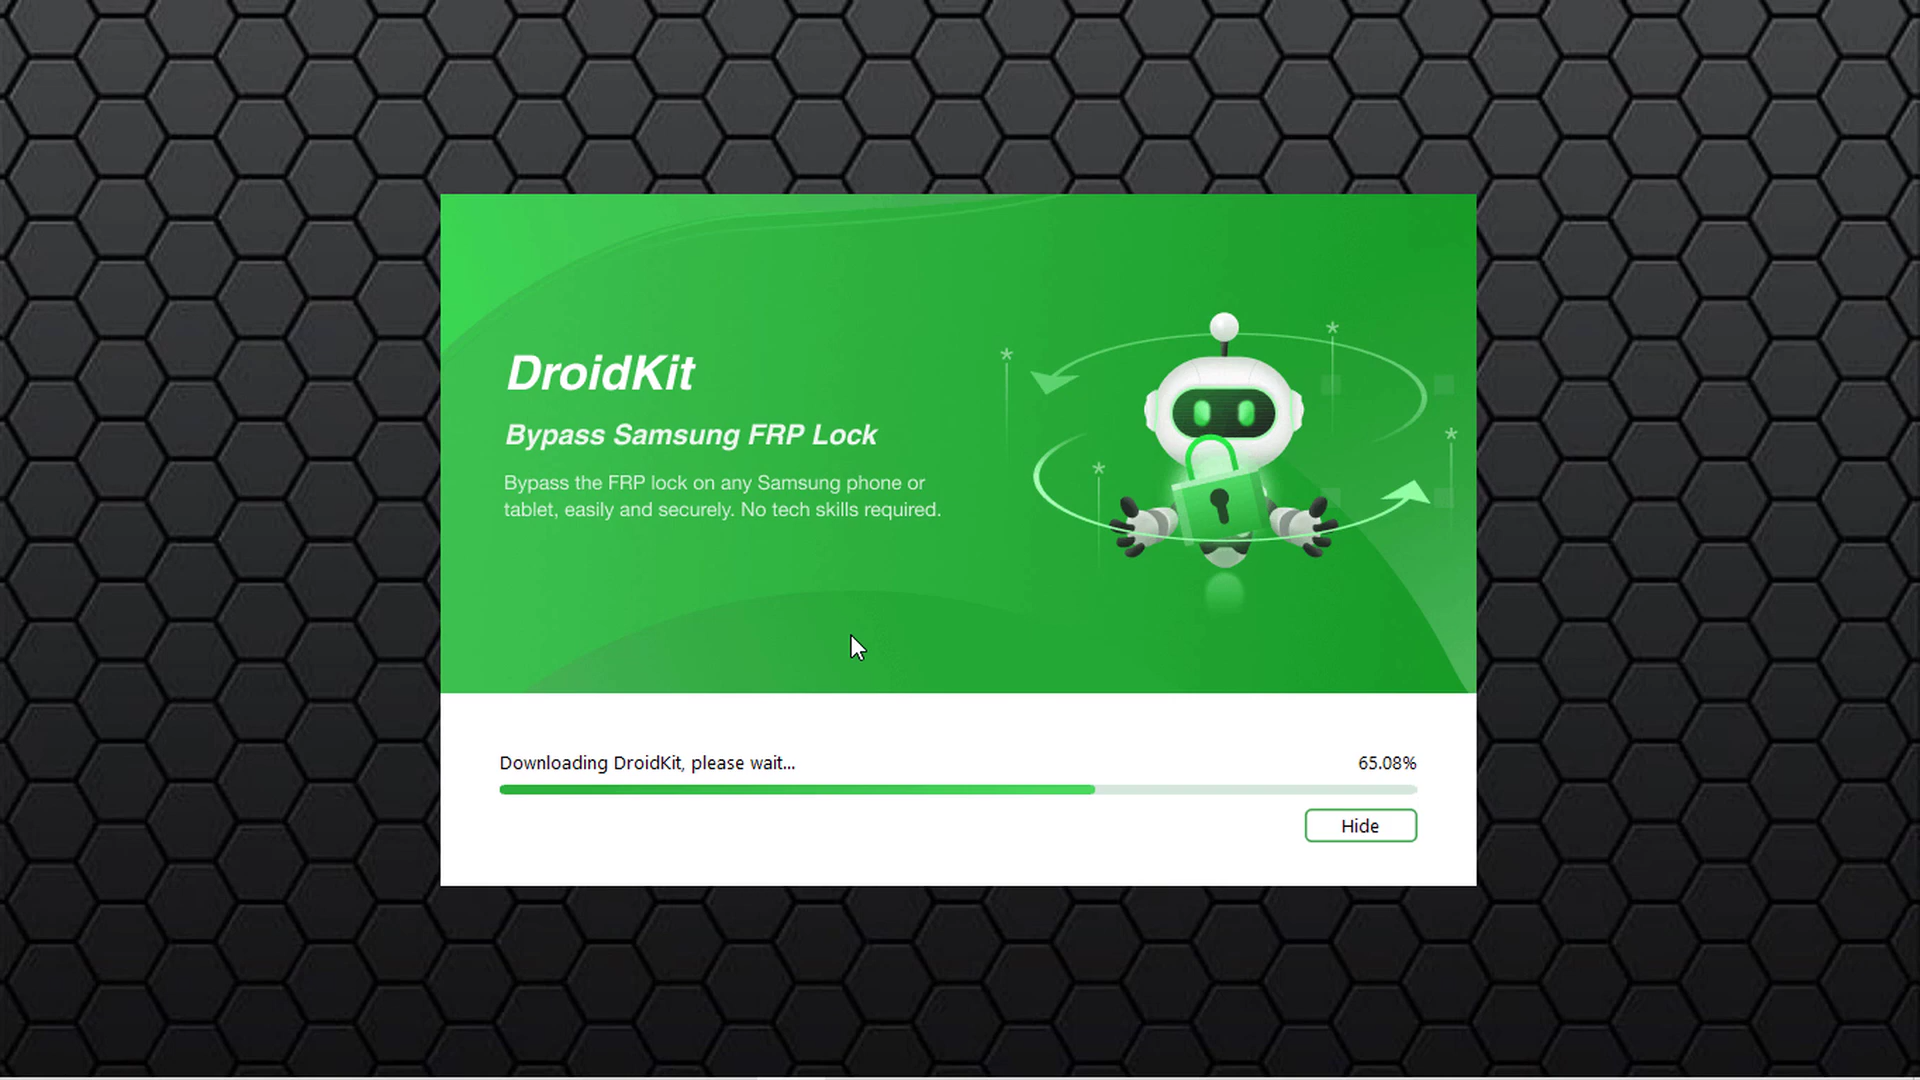 DroidKit
Bypass Samsung FRP Lock
Bypass the FRP lock on any Samsung phone or
tablet, easily and securely. No tech skills required.
Downloading DroidKit, please wait...
65.08%
Hide